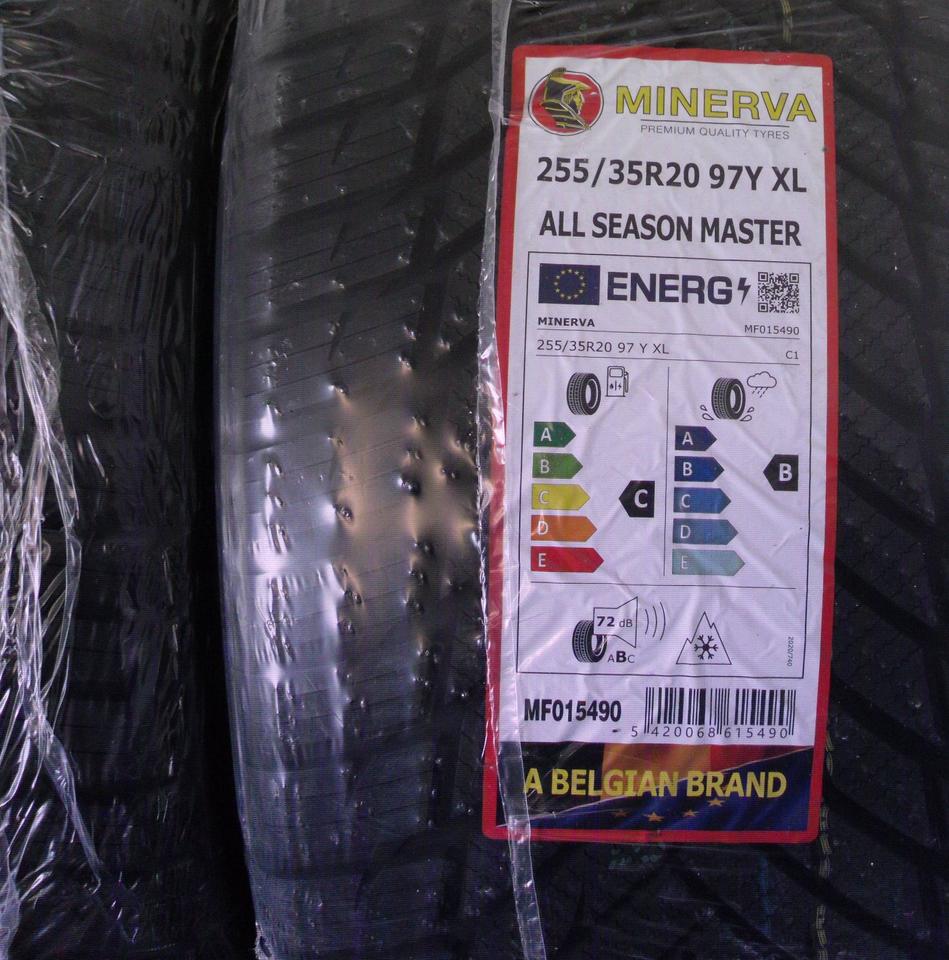 MINERVA
PREMIUM QUALITY TYRES
255/35R20 97Y XL
ALL SEASON MASTER
ENERG
MINERVA MF015490
255/35R20 97 Y XL C1
A A
B B B
C C C
D D
E E
72 dB
ABC
2020/740
MF015490
5 420068 615490
A BELGIAN BRAND